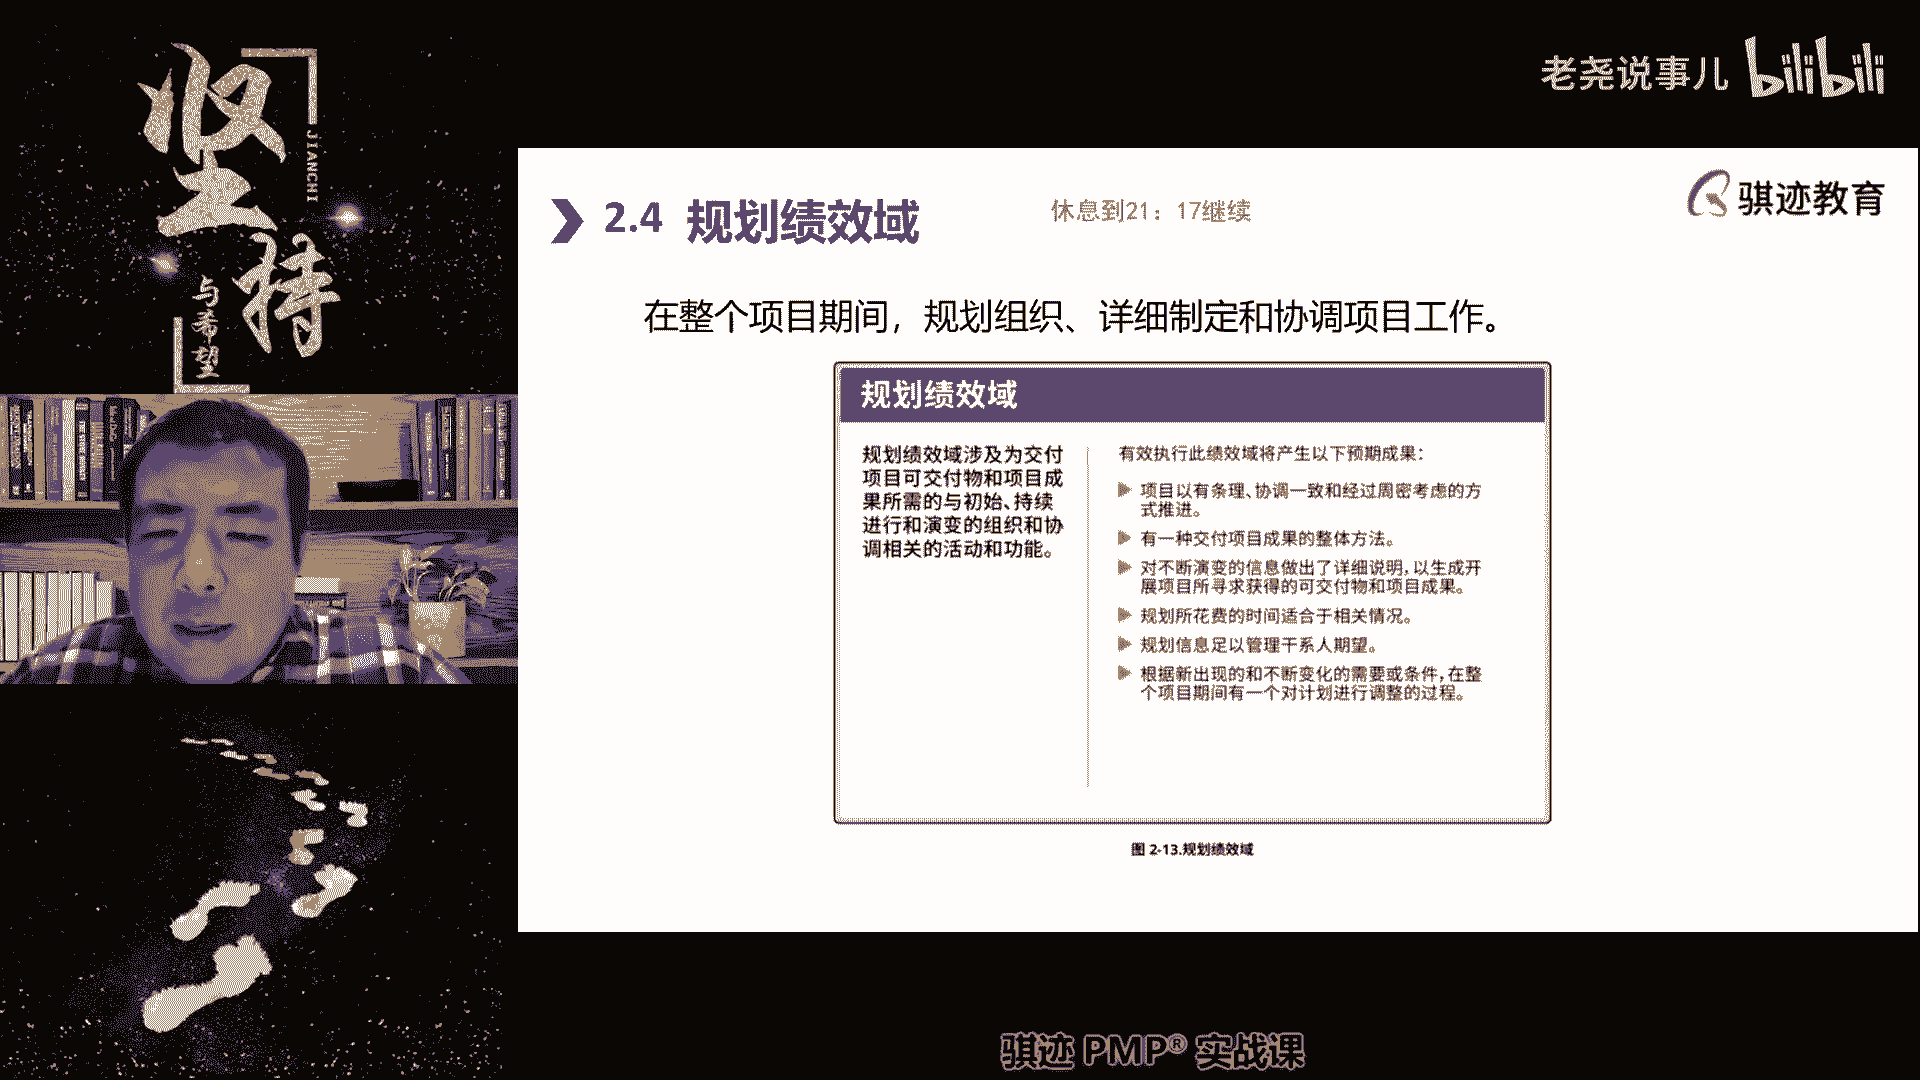 坚持
JIANCHI
与希望
老尧说事儿 bilibili
骐迹教育
2.4 规划绩效域
休息到21：17继续
在整个项目期间，规划组织、详细制定和协调项目工作。
规划绩效域
规划绩效域涉及为交付
项目可交付物和项目成
果所需的与初始、持续
进行和演变的组织和协
调相关的活动和功能。
有效执行此绩效域将产生以下预期成果：
项目以有条理、协调一致和经过周密考虑的方
式推进。
有一种交付项目成果的整体方法。
对不断演变的信息做出了详细说明，以生成开
展项目所寻求获得的可交付物和项目成果。
规划所花费的时间适合于相关情况。
规划信息足以管理干系人期望。
根据新出现的和不断变化的需要或条件，在整
个项目期间有一个对计划进行调整的过程。
图 2-13.规划绩效域
骐迹 PMP® 实战课